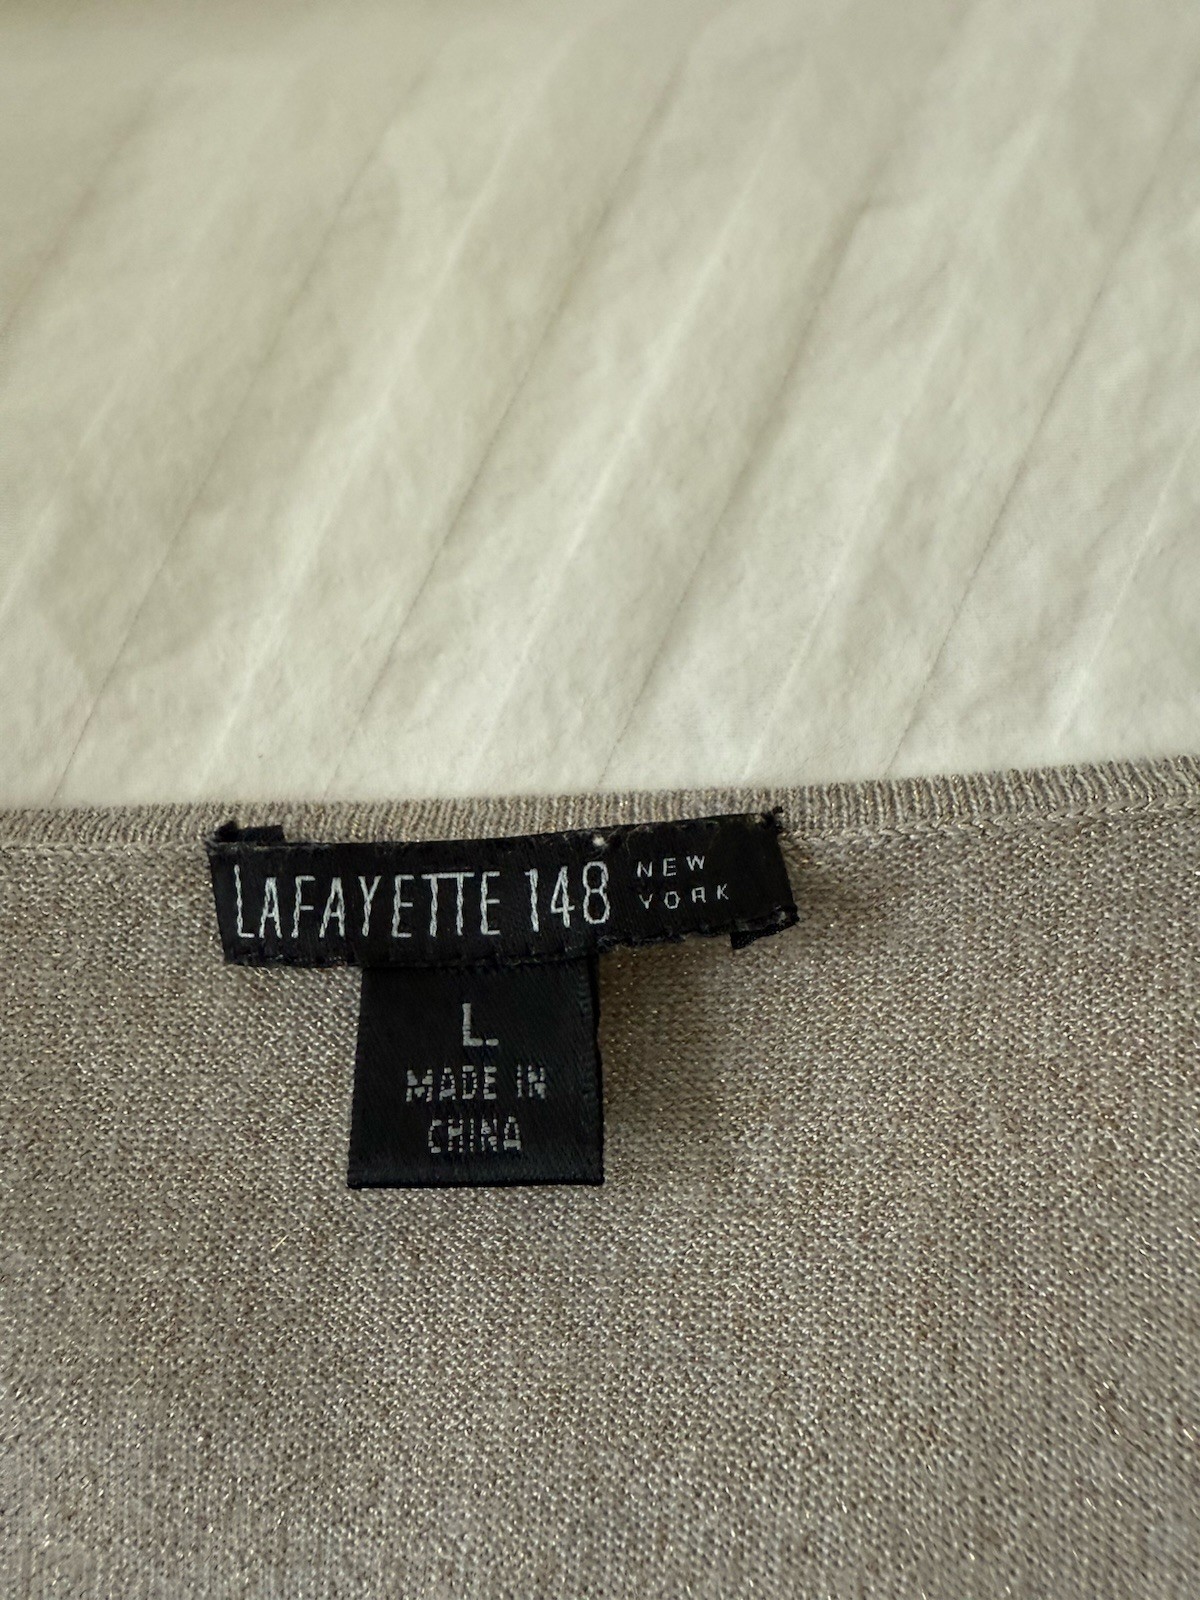 LAFAYETTE 148 NEW YORK
L
MADE IN
CHINA